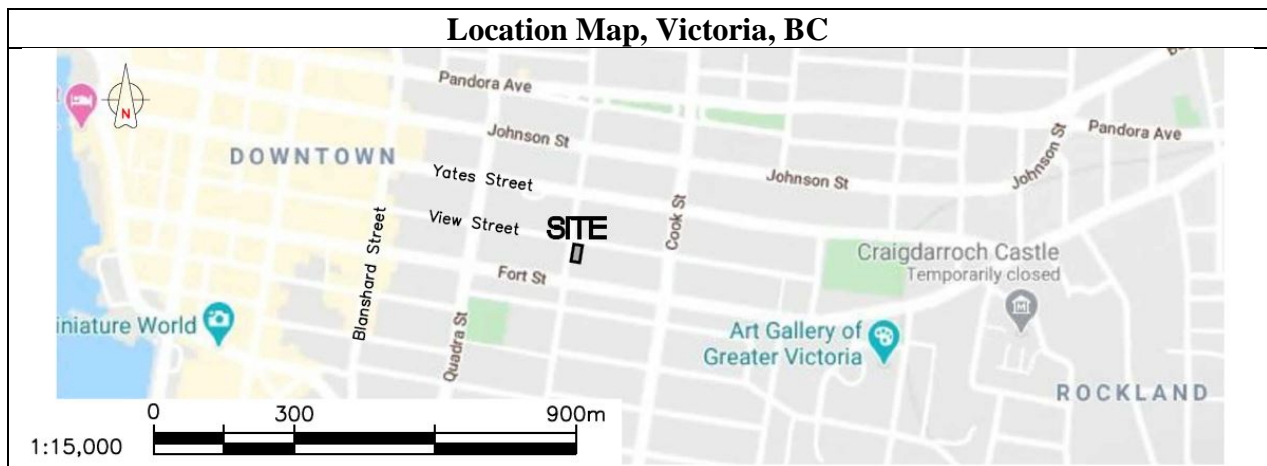 Location Map, Victoria, BC
N
Pandora Ave
Johnson St
DOWNTOWN
Yates Street
View Street
SITE
Blanshard Street
Fort St
Quadra St
Cook St
Johnson St
Johnson St
Pandora Ave
Craigdarroch Castle
Temporarily closed
iniature World
Art Gallery of
Greater Victoria
ROCKLAND
0 300 900m
1:15,000